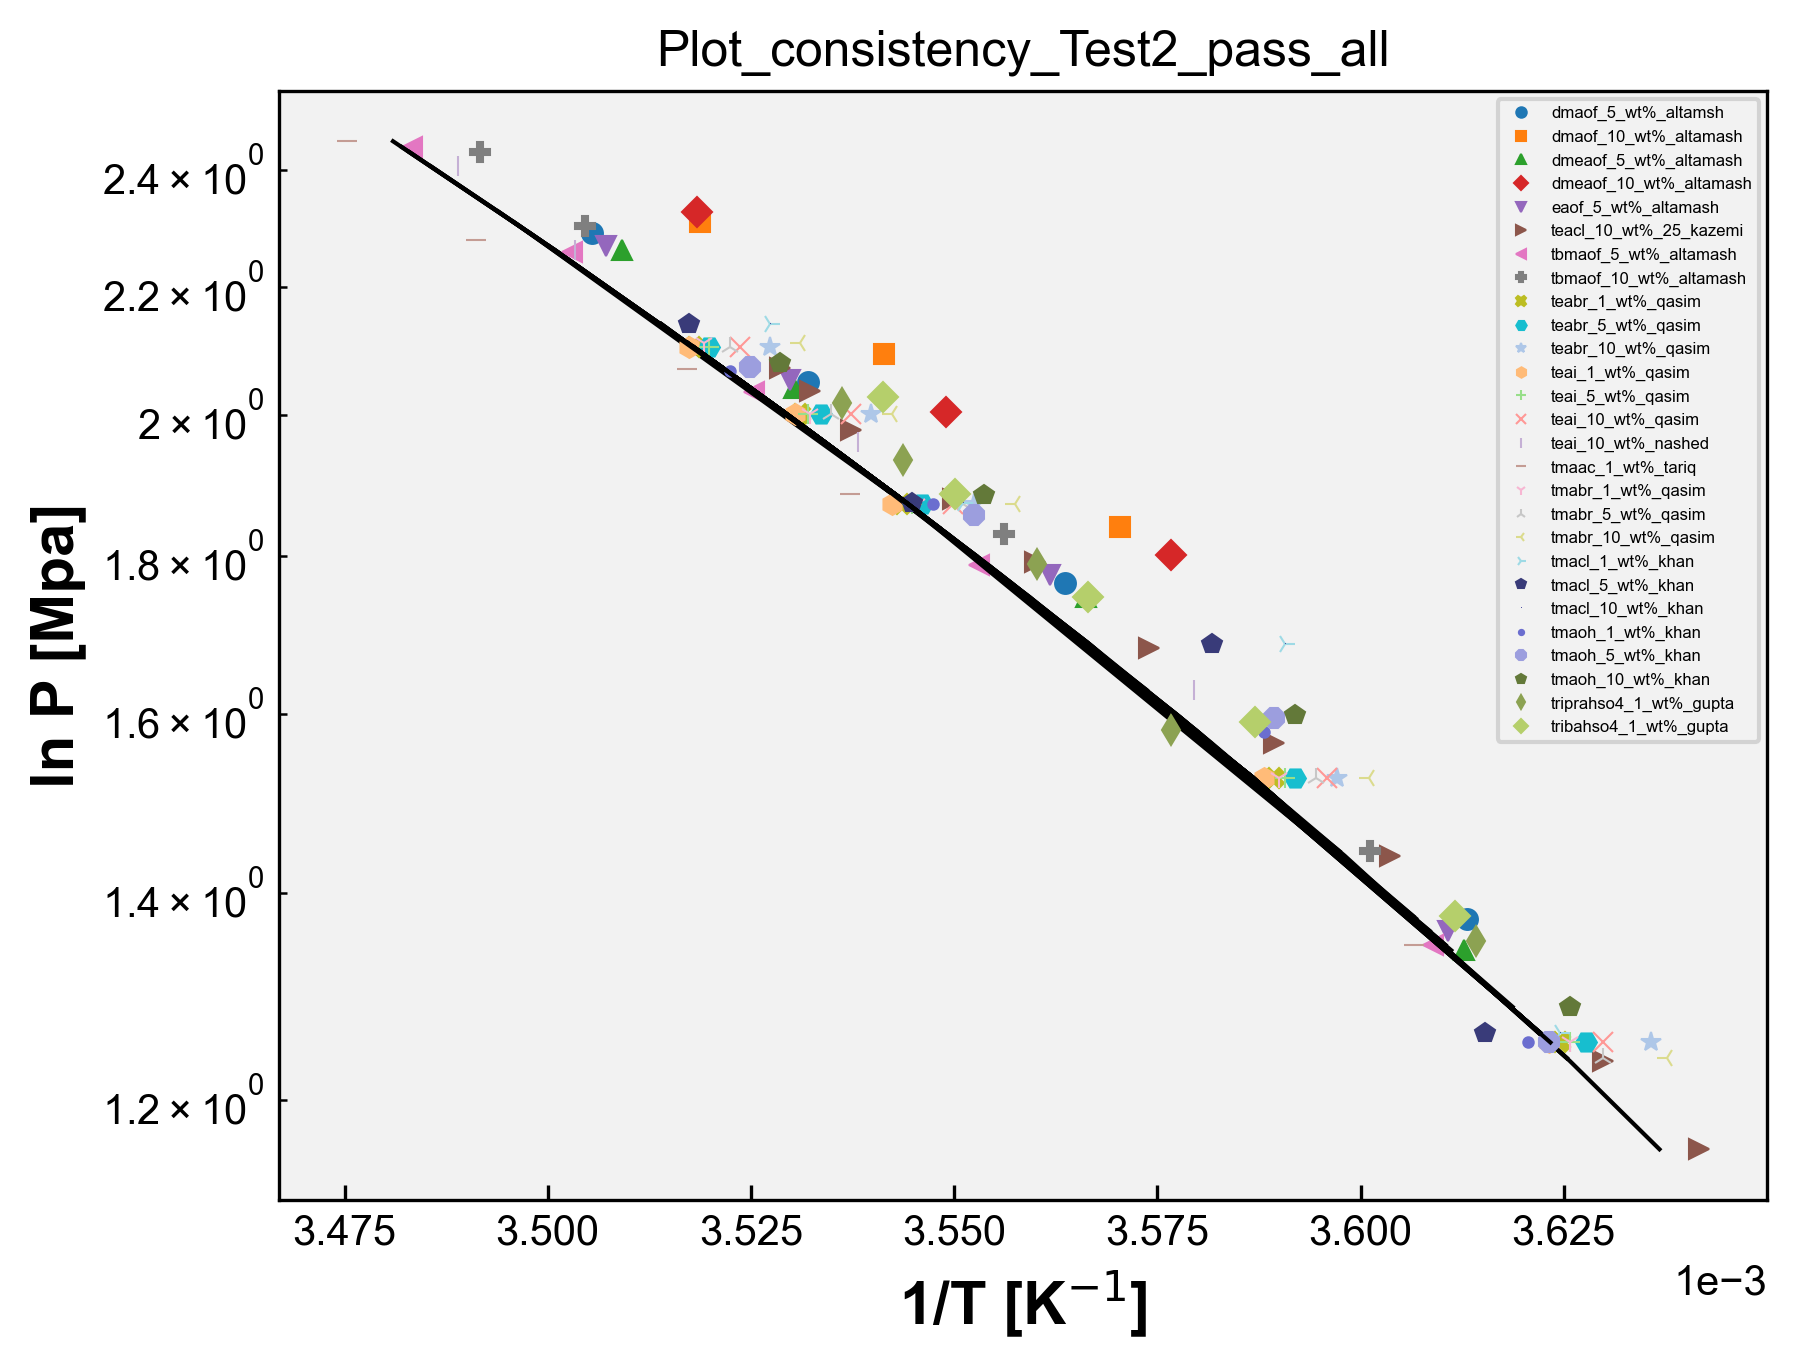 Plot_consistency_Test2_pass_all
ln P [Mpa]
2.4 × 10⁰
2.2 × 10⁰
2 × 10⁰
1.8 × 10⁰
1.6 × 10⁰
1.4 × 10⁰
1.2 × 10⁰
dmaof_5_wt%_altamsh
dmaof_10_wt%_altamash
dmeaof_5_wt%_altamash
dmeaof_10_wt%_altamash
eaof_5_wt%_altamash
teacl_10_wt%_25_kazemi
tbmaof_5_wt%_altamash
tbmaof_10_wt%_altamash
teabr_1_wt%_qasim
teabr_5_wt%_qasim
teabr_10_wt%_qasim
teai_1_wt%_qasim
teai_5_wt%_qasim
teai_10_wt%_qasim
teai_10_wt%_nashed
tmaac_1_wt%_tariq
tmabr_1_wt%_qasim
tmabr_5_wt%_qasim
tmabr_10_wt%_qasim
tmacl_1_wt%_khan
tmacl_5_wt%_khan
tmacl_10_wt%_khan
tmaoh_1_wt%_khan
tmaoh_5_wt%_khan
tmaoh_10_wt%_khan
triprahso4_1_wt%_gupta
tribahso4_1_wt%_gupta
3.475 3.500 3.525 3.550 3.575 3.600 3.625
1e−3
1/T [K⁻¹]